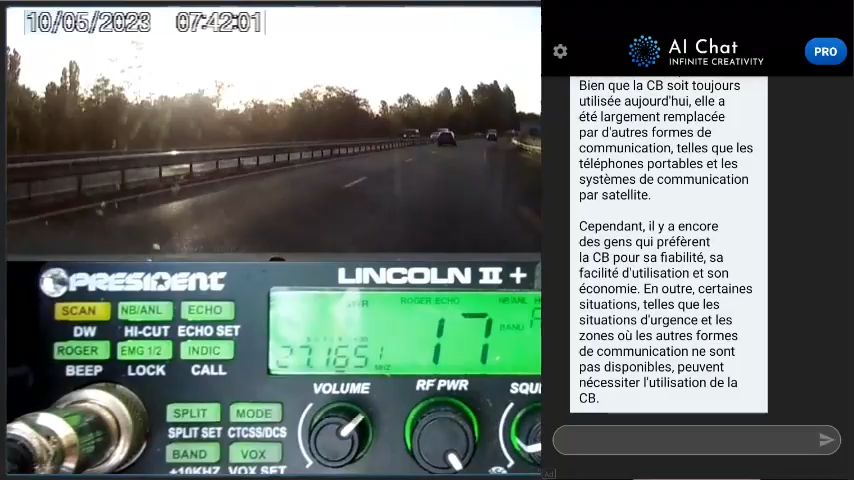 10/05/2023 07:42:01
PRESIDENT
LINCOLN II +
SCAN
NB/ANL
ECHO
DW
HI-CUT
ECHO SET
ROGER
EMG 1/2
INDIC
BEEP
LOCK
CALL
SPLIT
MODE
SPLIT SET
CTCSS/DCS
BAND
VOX
+10KHZ
VOX SET
ROGER ECHO
NB/ANL
17
BAND
MHZ
VOLUME
RF PWR
SQUE
AI Chat
INFINITE CREATIVITY
PRO
Bien que la CB soit toujours
utilisée aujourd'hui, elle a
été largement remplacée
par d'autres formes de
communication, telles que les
téléphones portables et les
systèmes de communication
par satellite.
Cependant, il y a encore
des gens qui préfèrent
la CB pour sa fiabilité, sa
facilité d'utilisation et son
économie. En outre, certaines
situations, telles que les
situations d'urgence et les
zones où les autres formes
de communication ne sont
pas disponibles, peuvent
nécessiter l'utilisation de la
CB.
Ad